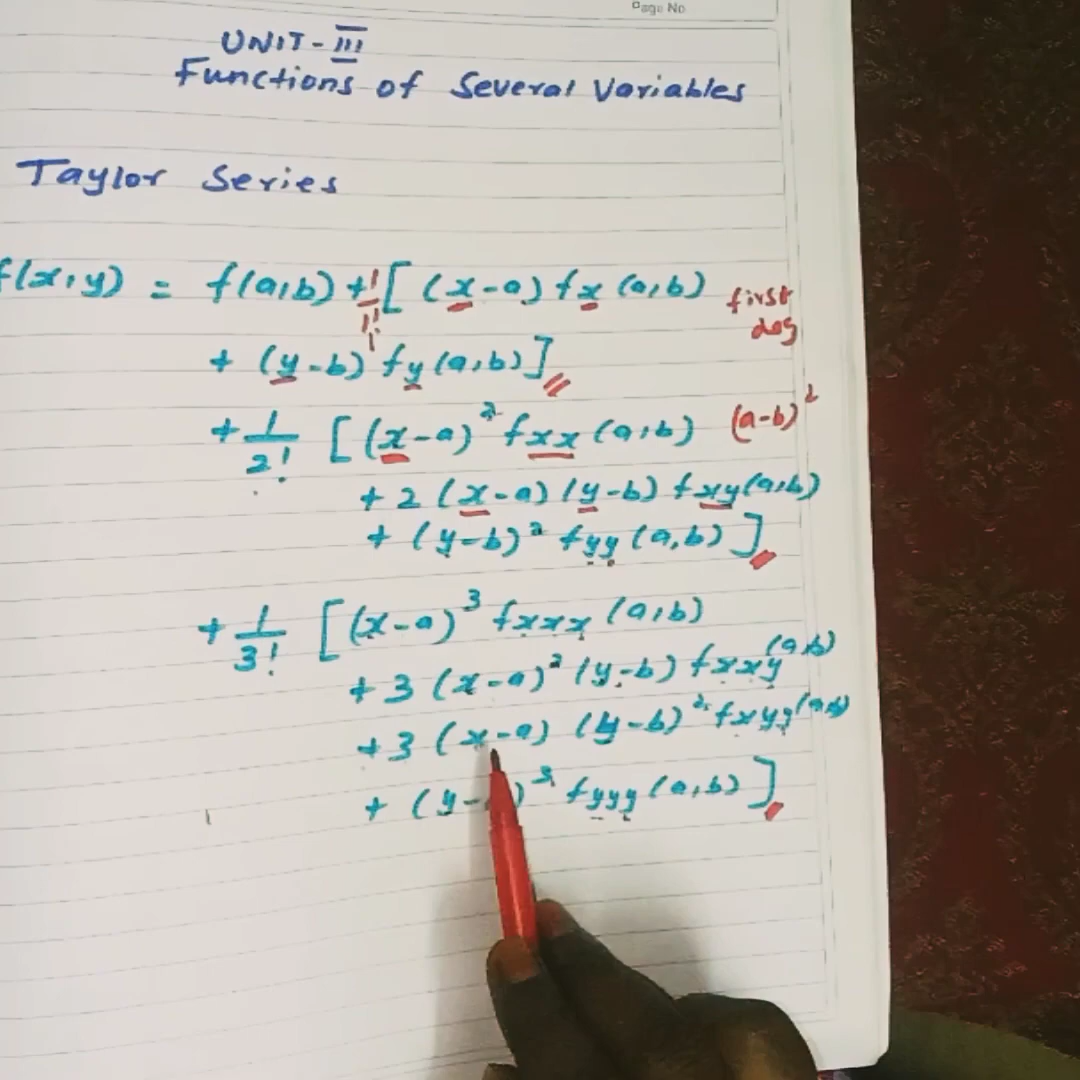 Page No
UNIT-III
Functions of Several Variables
Taylor Series
f(x,y) = f(a,b) + 1/1! [ (x-a) fx (a,b) first deg
+ (y-b) fy (a,b) ]
+ 1/2! [ (x-a)² fxx (a,b) (a-b)²
+ 2 (x-a) (y-b) fxy (a,b)
+ (y-b)² fyy (a,b) ]
+ 1/3! [ (x-a)³ fxxx (a,b)
+ 3 (x-a)² (y-b) fxxy (a,b)
+ 3 (x-a) (y-b)² fxyy (a,b)
+ (y- )³ fyyy (a,b) ]